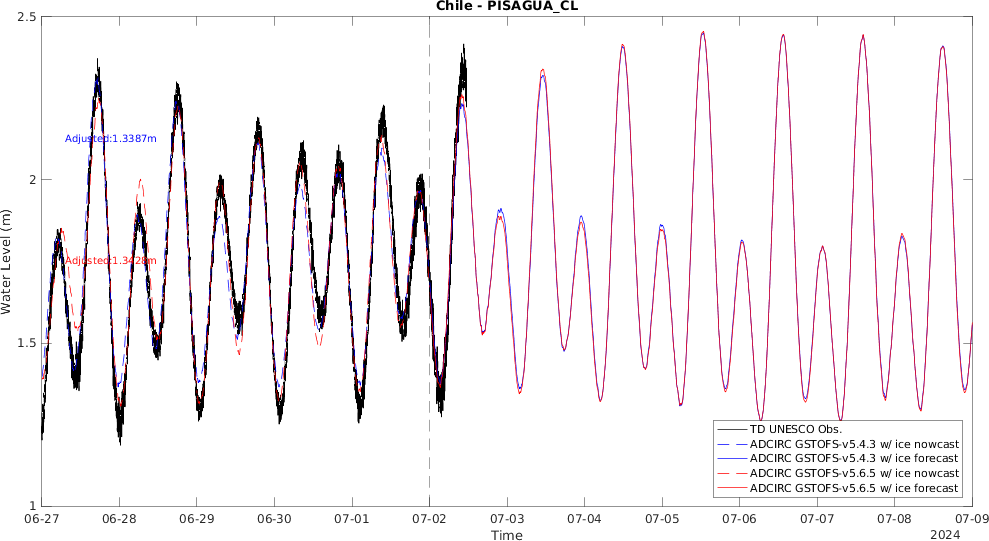 Chile - PISAGUA_CL
2.5
2
1.5
1
Water Level (m)
Adjusted:1.3387m
Adjusted:1.3428m
TD UNESCO Obs.
ADCIRC GSTOFS-v5.4.3 w/ ice nowcast
ADCIRC GSTOFS-v5.4.3 w/ ice forecast
ADCIRC GSTOFS-v5.6.5 w/ ice nowcast
ADCIRC GSTOFS-v5.6.5 w/ ice forecast
06-27 06-28 06-29 06-30 07-01 07-02 07-03 07-04 07-05 07-06 07-07 07-08 07-09
Time
2024